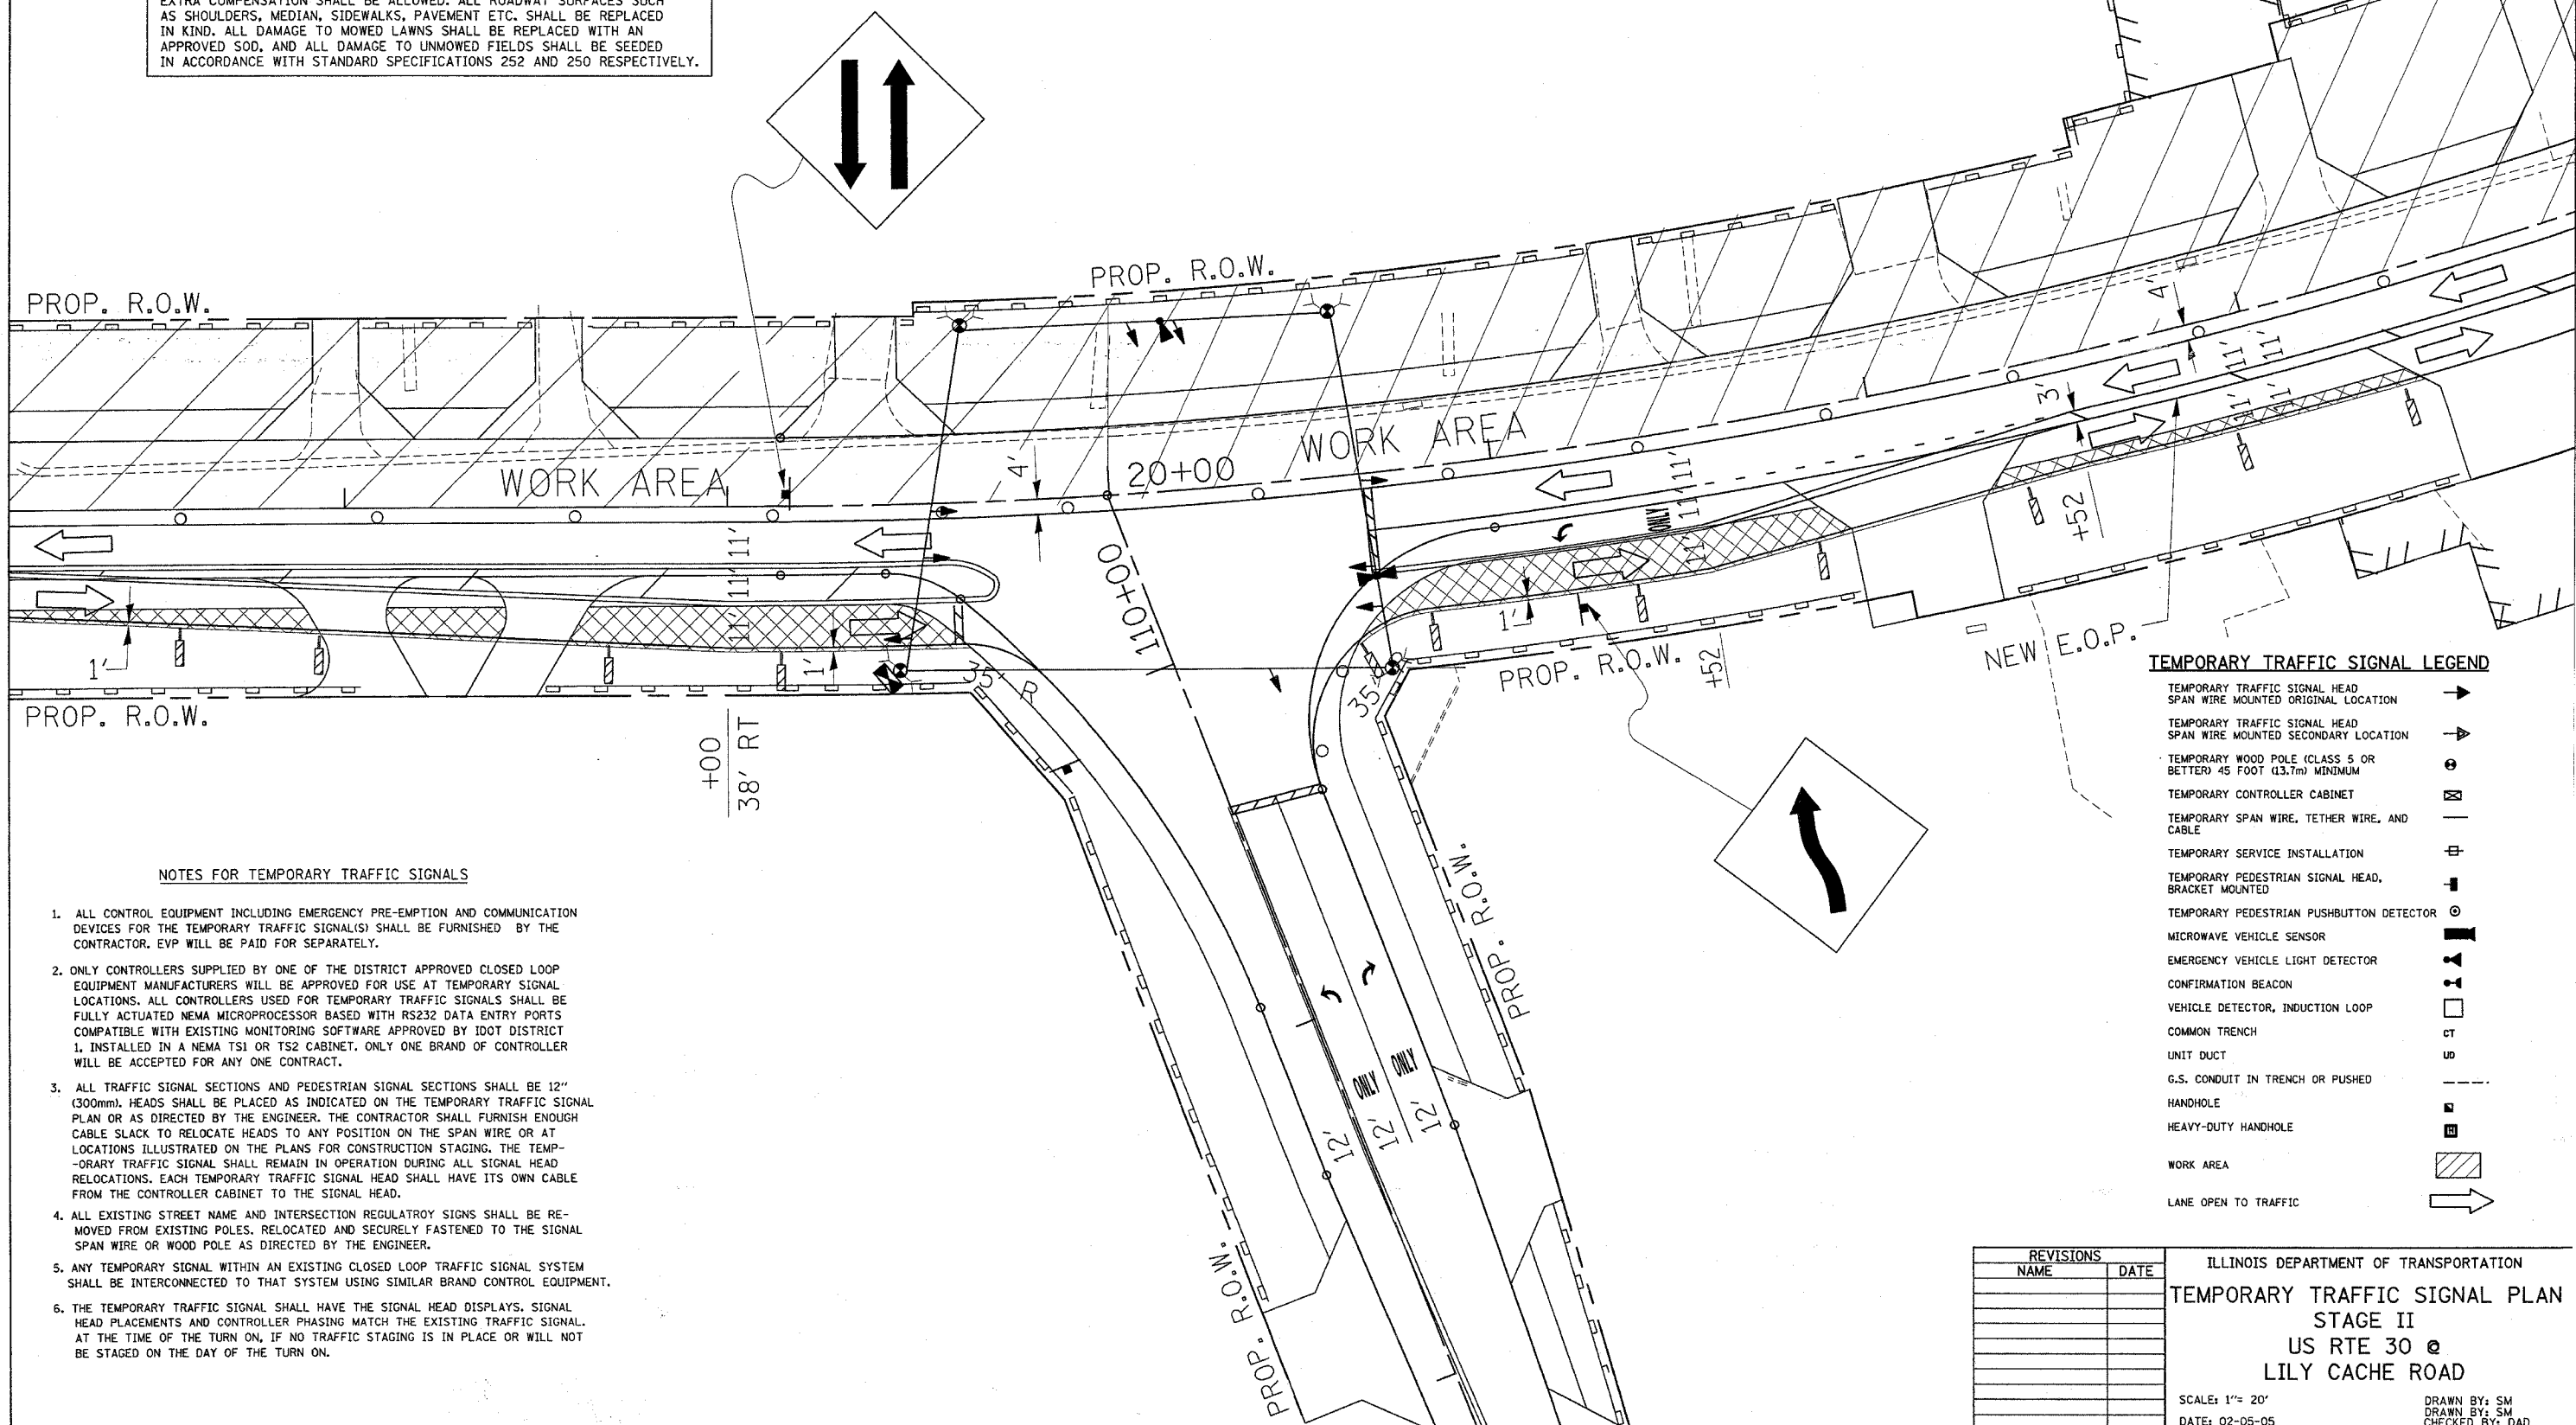 EXTRA COMPENSATION SHALL BE ALLOWED. ALL ROADWAY SURFACES SUCH
AS SHOULDERS, MEDIAN, SIDEWALKS, PAVEMENT ETC. SHALL BE REPLACED
IN KIND. ALL DAMAGE TO MOWED LAWNS SHALL BE REPLACED WITH AN
APPROVED SOD, AND ALL DAMAGE TO UNMOWED FIELDS SHALL BE SEEDED
IN ACCORDANCE WITH STANDARD SPECIFICATIONS 252 AND 250 RESPECTIVELY.
PROP. R.O.W.
PROP. R.O.W.
WORK AREA
WORK AREA
20+00
4'
4'
3'
11'
11'
11'
11'
11'
11'
11'
ONLY
11'
11'
11'
110+00
1'
1'
1'
35' R
35'
+52
+52
NEW E.O.P.
PROP. R.O.W.
PROP. R.O.W.
+00
38' RT
PROP. R.O.W.
PROP. R.O.W.
PROP. R.O.W.
ONLY
ONLY
12'
12'
12'
NOTES FOR TEMPORARY TRAFFIC SIGNALS
1. ALL CONTROL EQUIPMENT INCLUDING EMERGENCY PRE-EMPTION AND COMMUNICATION
DEVICES FOR THE TEMPORARY TRAFFIC SIGNAL(S) SHALL BE FURNISHED BY THE
CONTRACTOR. EVP WILL BE PAID FOR SEPARATELY.
2. ONLY CONTROLLERS SUPPLIED BY ONE OF THE DISTRICT APPROVED CLOSED LOOP
EQUIPMENT MANUFACTURERS WILL BE APPROVED FOR USE AT TEMPORARY SIGNAL
LOCATIONS. ALL CONTROLLERS USED FOR TEMPORARY TRAFFIC SIGNALS SHALL BE
FULLY ACTUATED NEMA MICROPROCESSOR BASED WITH RS232 DATA ENTRY PORTS
COMPATIBLE WITH EXISTING MONITORING SOFTWARE APPROVED BY IDOT DISTRICT
1, INSTALLED IN A NEMA TS1 OR TS2 CABINET. ONLY ONE BRAND OF CONTROLLER
WILL BE ACCEPTED FOR ANY ONE CONTRACT.
3. ALL TRAFFIC SIGNAL SECTIONS AND PEDESTRIAN SIGNAL SECTIONS SHALL BE 12"
(300mm). HEADS SHALL BE PLACED AS INDICATED ON THE TEMPORARY TRAFFIC SIGNAL
PLAN OR AS DIRECTED BY THE ENGINEER. THE CONTRACTOR SHALL FURNISH ENOUGH
CABLE SLACK TO RELOCATE HEADS TO ANY POSITION ON THE SPAN WIRE OR AT
LOCATIONS ILLUSTRATED ON THE PLANS FOR CONSTRUCTION STAGING. THE TEMP-
-ORARY TRAFFIC SIGNAL SHALL REMAIN IN OPERATION DURING ALL SIGNAL HEAD
RELOCATIONS. EACH TEMPORARY TRAFFIC SIGNAL HEAD SHALL HAVE ITS OWN CABLE
FROM THE CONTROLLER CABINET TO THE SIGNAL HEAD.
4. ALL EXISTING STREET NAME AND INTERSECTION REGULATROY SIGNS SHALL BE RE-
MOVED FROM EXISTING POLES. RELOCATED AND SECURELY FASTENED TO THE SIGNAL
SPAN WIRE OR WOOD POLE AS DIRECTED BY THE ENGINEER.
5. ANY TEMPORARY SIGNAL WITHIN AN EXISTING CLOSED LOOP TRAFFIC SIGNAL SYSTEM
SHALL BE INTERCONNECTED TO THAT SYSTEM USING SIMILAR BRAND CONTROL EQUIPMENT.
6. THE TEMPORARY TRAFFIC SIGNAL SHALL HAVE THE SIGNAL HEAD DISPLAYS. SIGNAL
HEAD PLACEMENTS AND CONTROLLER PHASING MATCH THE EXISTING TRAFFIC SIGNAL.
AT THE TIME OF THE TURN ON, IF NO TRAFFIC STAGING IS IN PLACE OR WILL NOT
BE STAGED ON THE DAY OF THE TURN ON.
TEMPORARY TRAFFIC SIGNAL LEGEND
TEMPORARY TRAFFIC SIGNAL HEAD
SPAN WIRE MOUNTED ORIGINAL LOCATION
TEMPORARY TRAFFIC SIGNAL HEAD
SPAN WIRE MOUNTED SECONDARY LOCATION
TEMPORARY WOOD POLE (CLASS 5 OR
BETTER) 45 FOOT (13.7m) MINIMUM
TEMPORARY CONTROLLER CABINET
TEMPORARY SPAN WIRE, TETHER WIRE, AND
CABLE
TEMPORARY SERVICE INSTALLATION
TEMPORARY PEDESTRIAN SIGNAL HEAD,
BRACKET MOUNTED
TEMPORARY PEDESTRIAN PUSHBUTTON DETECTOR
MICROWAVE VEHICLE SENSOR
EMERGENCY VEHICLE LIGHT DETECTOR
CONFIRMATION BEACON
VEHICLE DETECTOR, INDUCTION LOOP
COMMON TRENCH CT
UNIT DUCT UD
G.S. CONDUIT IN TRENCH OR PUSHED
HANDHOLE
HEAVY-DUTY HANDHOLE H
WORK AREA
LANE OPEN TO TRAFFIC
REVISIONS
NAME DATE
ILLINOIS DEPARTMENT OF TRANSPORTATION
TEMPORARY TRAFFIC SIGNAL PLAN
STAGE II
US RTE 30 @
LILY CACHE ROAD
SCALE: 1"= 20'
DRAWN BY: SM
DRAWN BY: SM
DATE: 02-05-05
CHECKED BY: DAD